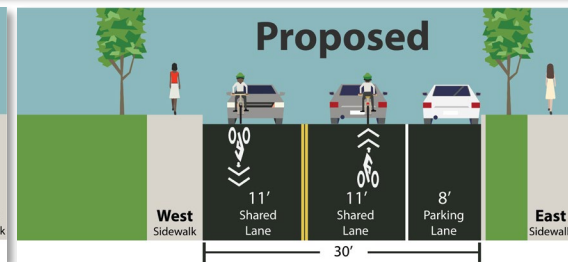 Proposed
11'
Shared
Lane
11'
Shared
Lane
8'
Parking
Lane
West
Sidewalk
East
Sidewalk
30'